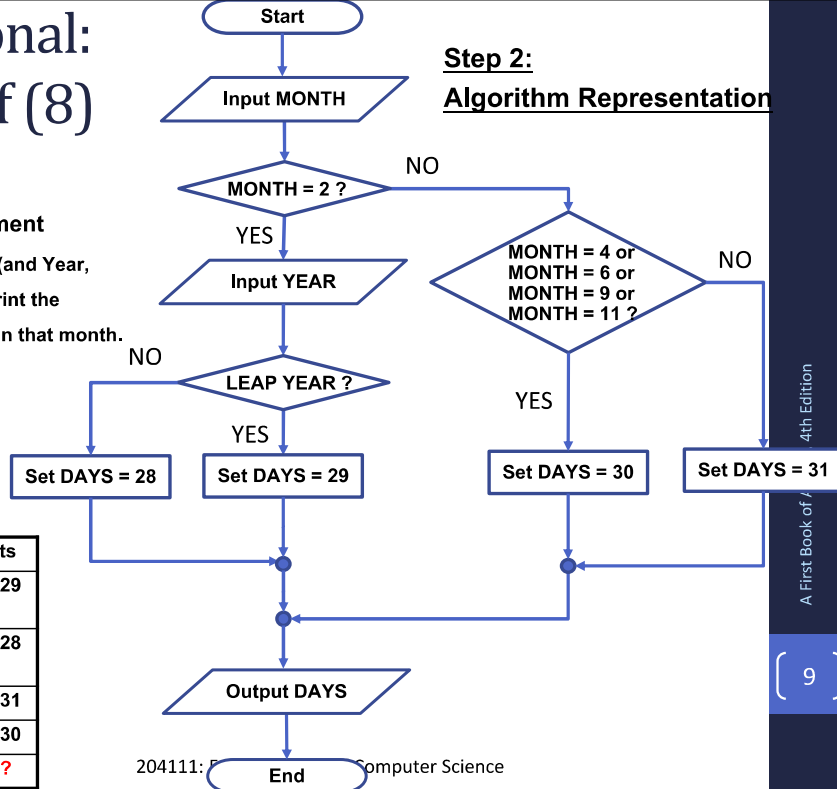 onal:
f (8)
Step 2:
Algorithm Representation
ment
(and Year,
rint the
n that month.
Start
Input MONTH
MONTH = 2 ?
NO
YES
Input YEAR
MONTH = 4 or
MONTH = 6 or
MONTH = 9 or
MONTH = 11 ?
NO
YES
LEAP YEAR ?
NO
YES
Set DAYS = 28
Set DAYS = 29
Set DAYS = 30
Set DAYS = 31
Output DAYS
End
ts
29
28
31
30
?
204111:
Computer Science
A First Book of
4th Edition
9